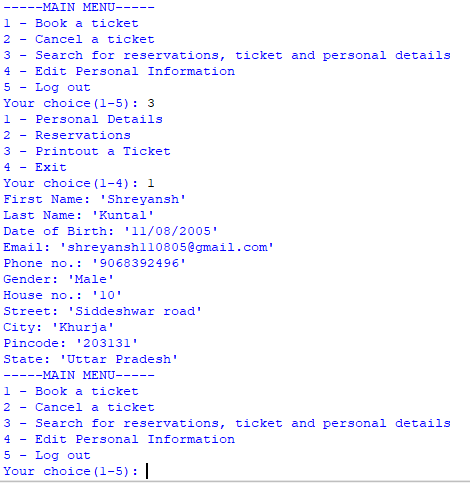 -----MAIN MENU-----
1 - Book a ticket
2 - Cancel a ticket
3 - Search for reservations, ticket and personal details
4 - Edit Personal Information
5 - Log out
Your choice(1-5): 3
1 - Personal Details
2 - Reservations
3 - Printout a Ticket
4 - Exit
Your choice(1-4): 1
First Name: 'Shreyansh'
Last Name: 'Kuntal'
Date of Birth: '11/08/2005'
Email: 'shreyansh110805@gmail.com'
Phone no.: '9068392496'
Gender: 'Male'
House no.: '10'
Street: 'Siddeshwar road'
City: 'Khurja'
Pincode: '203131'
State: 'Uttar Pradesh'
-----MAIN MENU-----
1 - Book a ticket
2 - Cancel a ticket
3 - Search for reservations, ticket and personal details
4 - Edit Personal Information
5 - Log out
Your choice(1-5):